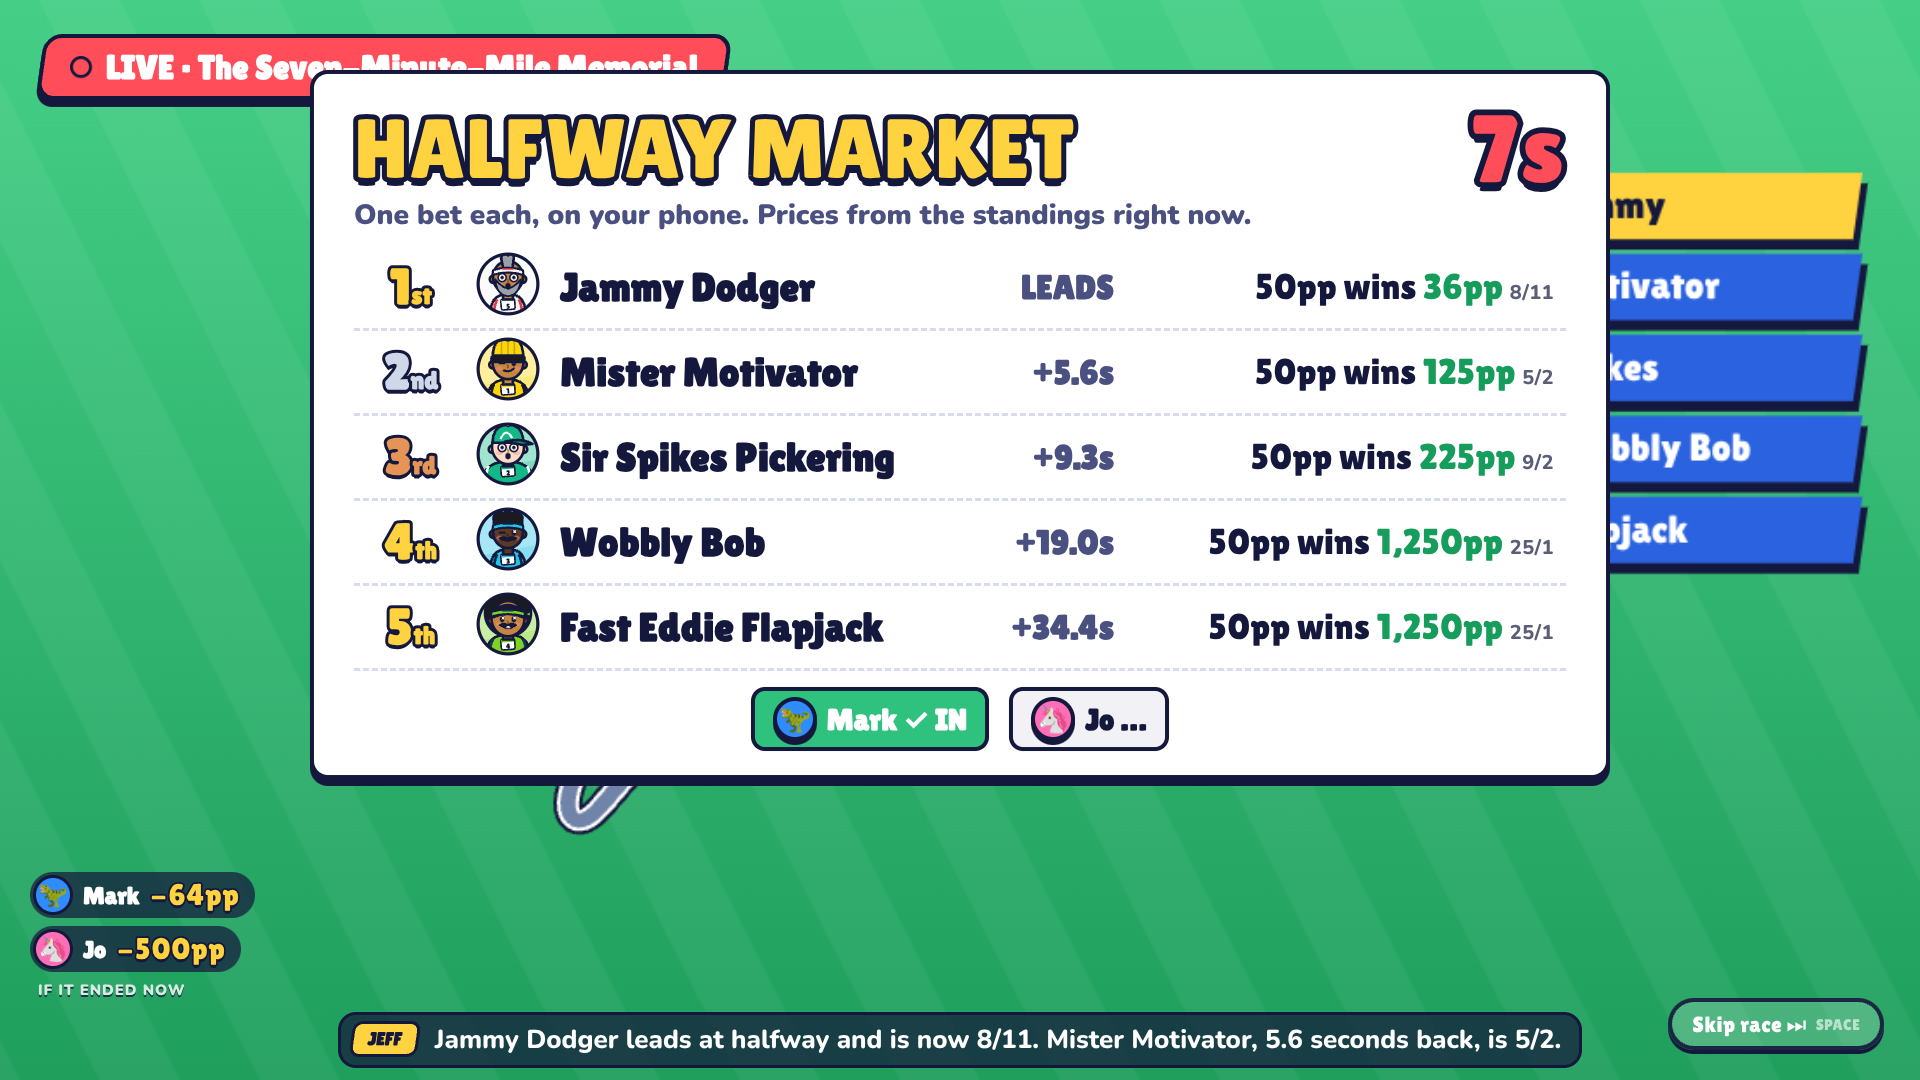 LIVE · The Seven-Minute-Mile Memorial
HALFWAY MARKET
7s
One bet each, on your phone. Prices from the standings right now.
1st Jammy Dodger LEADS 50pp wins 36pp 8/11
2nd Mister Motivator +5.6s 50pp wins 125pp 5/2
3rd Sir Spikes Pickering +9.3s 50pp wins 225pp 9/2
4th Wobbly Bob +19.0s 50pp wins 1,250pp 25/1
5th Fast Eddie Flapjack +34.4s 50pp wins 1,250pp 25/1
Mark ✓ IN
Jo ...
my
tivator
kes
bbly Bob
jack
Mark -64pp
Jo -500pp
IF IT ENDED NOW
JEFF Jammy Dodger leads at halfway and is now 8/11. Mister Motivator, 5.6 seconds back, is 5/2.
Skip race SPACE